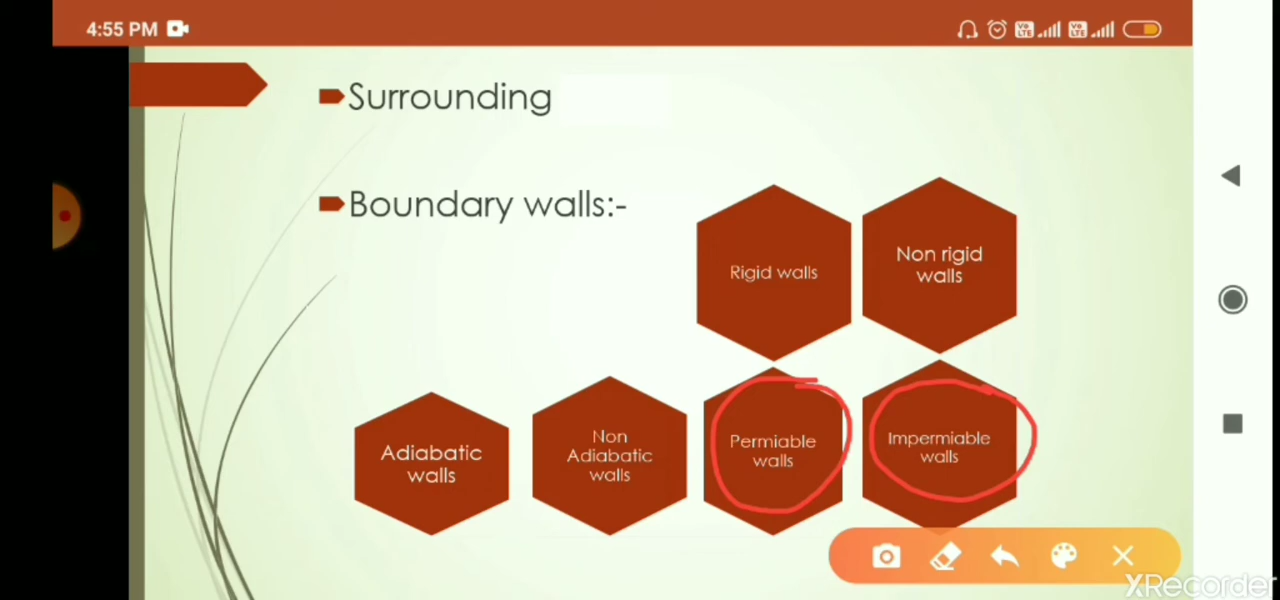 4:55 PM
Surrounding
Boundary walls:-
Rigid walls
Non rigid
walls
Adiabatic
walls
Non
Adiabatic
walls
Permiable
walls
Impermiable
walls
XRecorder